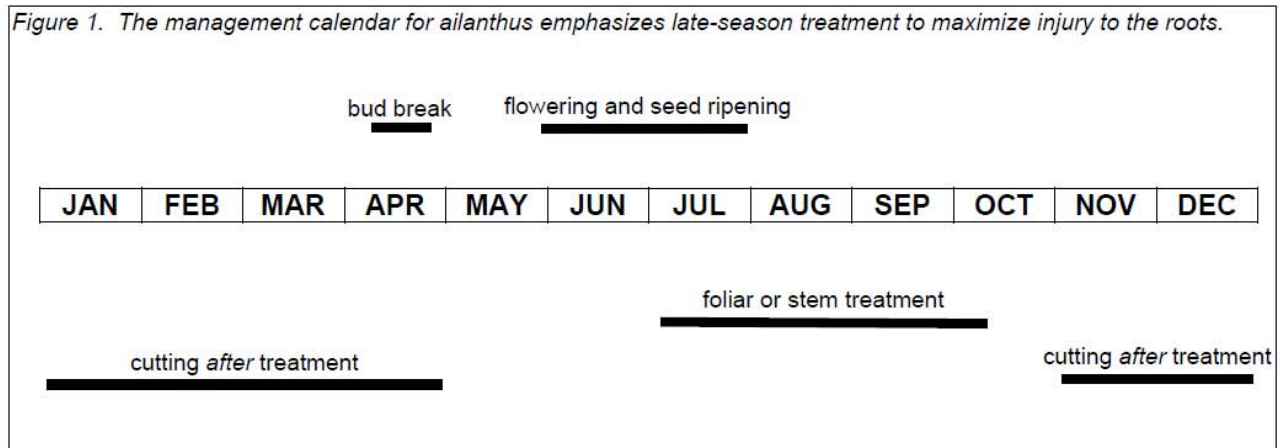 Figure 1. The management calendar for ailanthus emphasizes late-season treatment to maximize injury to the roots.
bud break
flowering and seed ripening
JAN FEB MAR APR MAY JUN JUL AUG SEP OCT NOV DEC
foliar or stem treatment
cutting after treatment
cutting after treatment